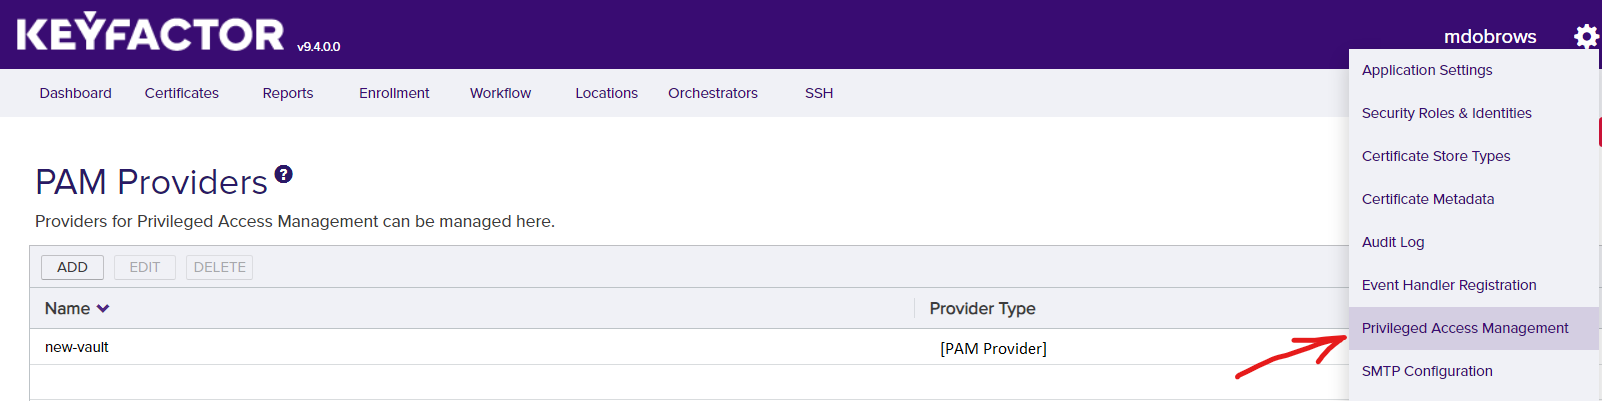 KEYFACTOR v9.4.0.0
mdobrows
Dashboard Certificates Reports Enrollment Workflow Locations Orchestrators SSH
PAM Providers ?
Providers for Privileged Access Management can be managed here.
ADD EDIT DELETE
Name Provider Type
new-vault [PAM Provider]
Application Settings
Security Roles & Identities
Certificate Store Types
Certificate Metadata
Audit Log
Event Handler Registration
Privileged Access Management
SMTP Configuration